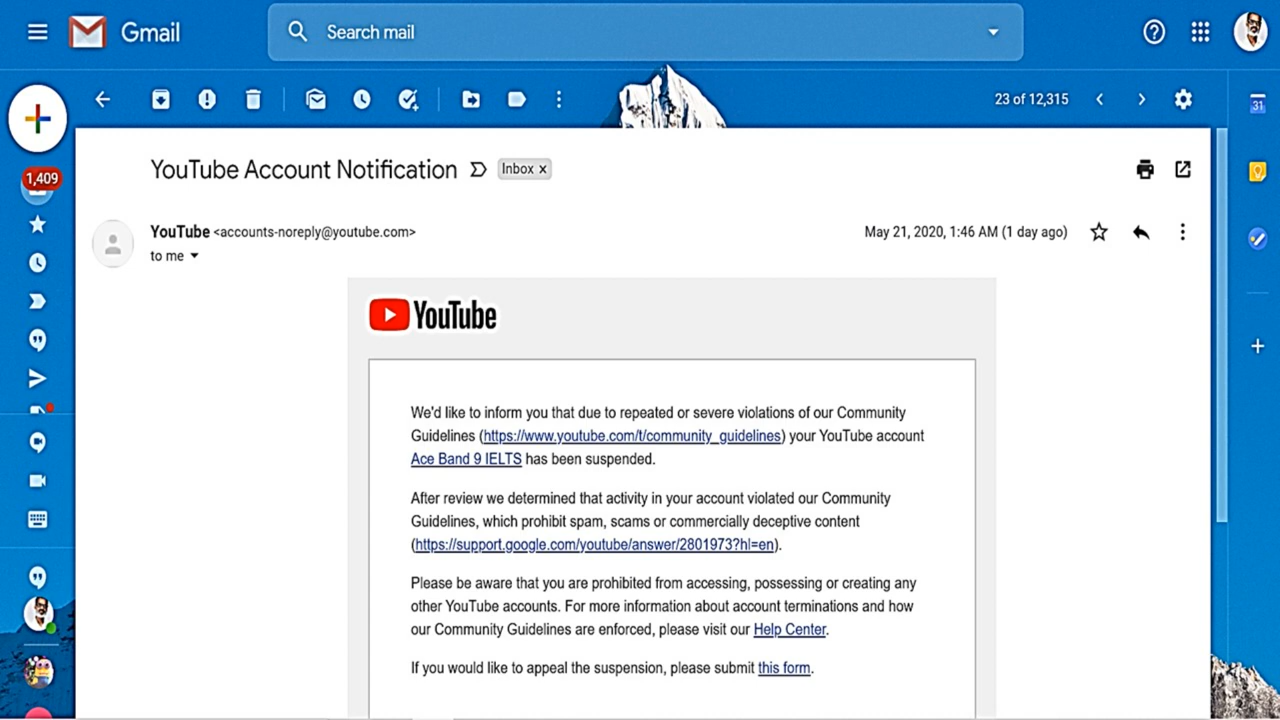 Gmail
Search mail
23 of 12,315
31
YouTube Account Notification
Inbox x
1,409
YouTube <accounts-noreply@youtube.com>
May 21, 2020, 1:46 AM (1 day ago)
to me
YouTube
We'd like to inform you that due to repeated or severe violations of our Community
Guidelines (https://www.youtube.com/t/community_guidelines) your YouTube account
Ace Band 9 IELTS has been suspended.
After review we determined that activity in your account violated our Community
Guidelines, which prohibit spam, scams or commercially deceptive content
(https://support.google.com/youtube/answer/2801973?hl=en).
Please be aware that you are prohibited from accessing, possessing or creating any
other YouTube accounts. For more information about account terminations and how
our Community Guidelines are enforced, please visit our Help Center.
If you would like to appeal the suspension, please submit this form.